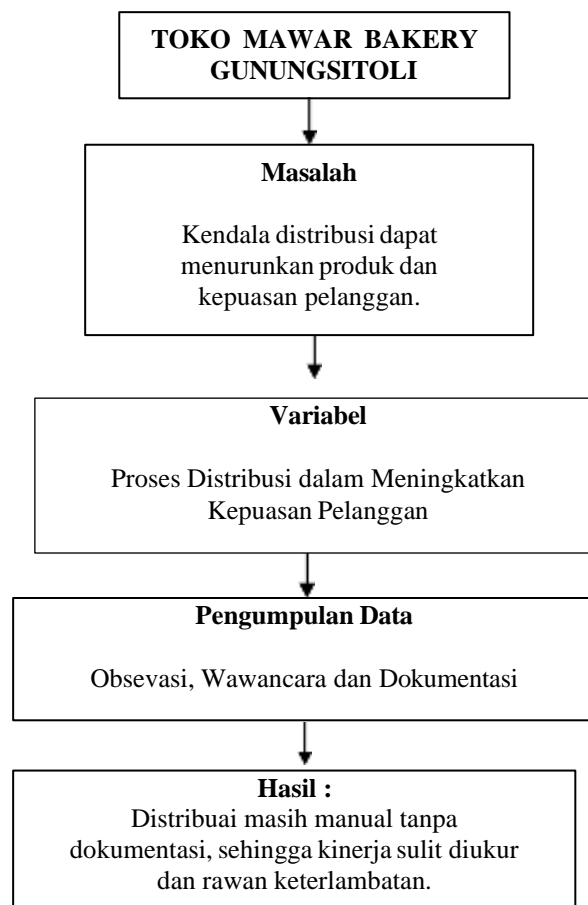 TOKO MAWAR BAKERY
GUNUNGSITOLI
Masalah
Kendala distribusi dapat
menurunkan produk dan
kepuasan pelanggan.
Variabel
Proses Distribusi dalam Meningkatkan
Kepuasan Pelanggan
Pengumpulan Data
Obsevasi, Wawancara dan Dokumentasi
Hasil :
Distribuai masih manual tanpa
dokumentasi, sehingga kinerja sulit diukur
dan rawan keterlambatan.